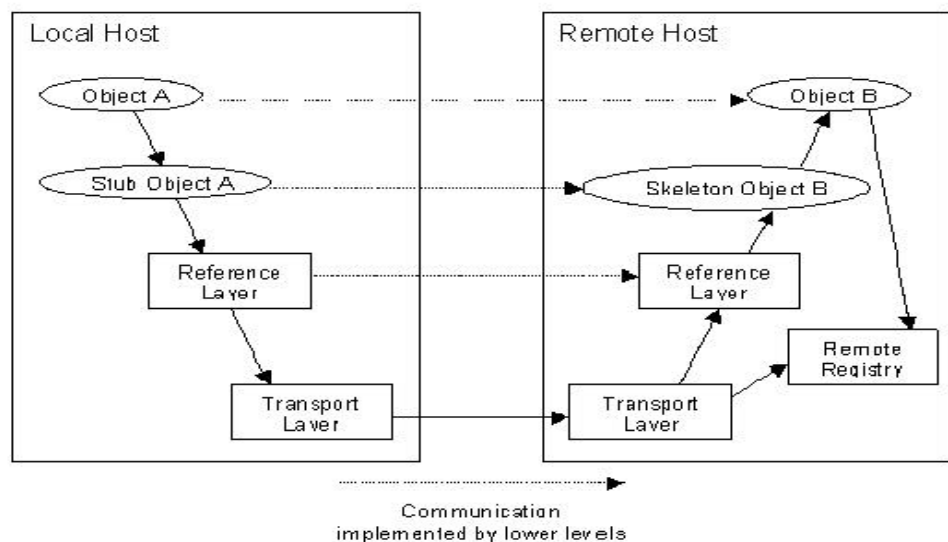 Local Host
Remote Host
Object A
Object B
Stub Object A
Skeleton Object B
Reference
Layer
Reference
Layer
Remote
Registry
Transport
Layer
Transport
Layer
Communication
implemented by lower levels